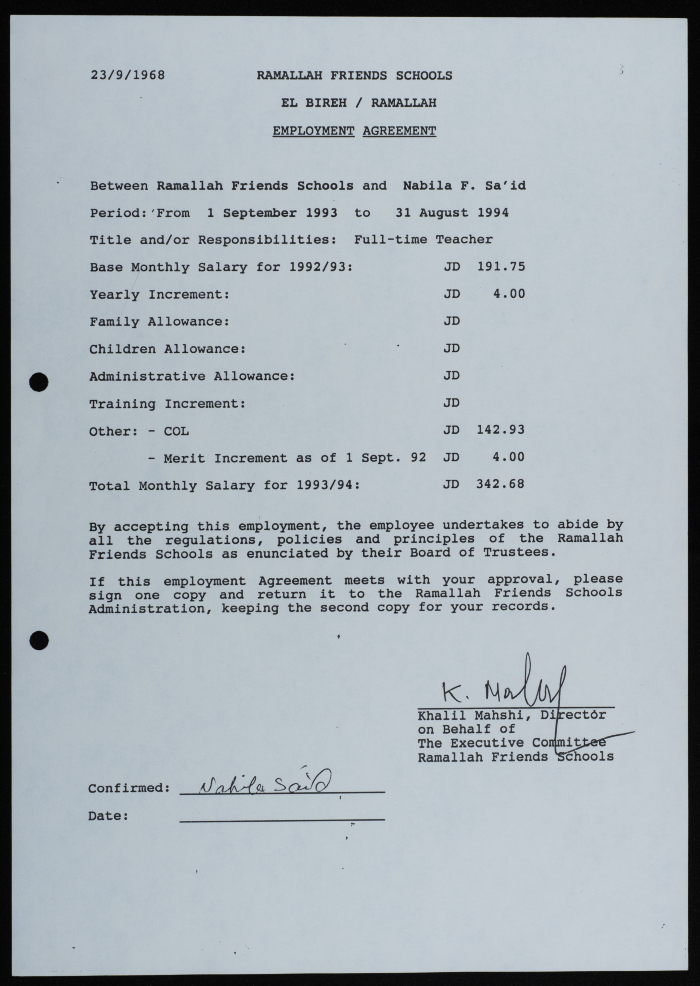 23/9/1968 RAMALLAH FRIENDS SCHOOLS
EL BIREH / RAMALLAH
EMPLOYMENT AGREEMENT
Between Ramallah Friends Schools and Nabila F. Sa'id
Period: From 1 September 1993 to 31 August 1994
Title and/or Responsibilities: Full-time Teacher
Base Monthly Salary for 1992/93: JD 191.75
Yearly Increment: JD 4.00
Family Allowance: JD
Children Allowance: JD
Administrative Allowance: JD
Training Increment: JD
Other: - COL JD 142.93
- Merit Increment as of 1 Sept. 92 JD 4.00
Total Monthly Salary for 1993/94: JD 342.68
By accepting this employment, the employee undertakes to abide by
all the regulations, policies and principles of the Ramallah
Friends Schools as enunciated by their Board of Trustees.
If this employment Agreement meets with your approval, please
sign one copy and return it to the Ramallah Friends Schools
Administration, keeping the second copy for your records.
K.
Khalil Mahshi, Director
on Behalf of
The Executive Committee
Ramallah Friends Schools
Confirmed: Nabila Sa'id
Date: